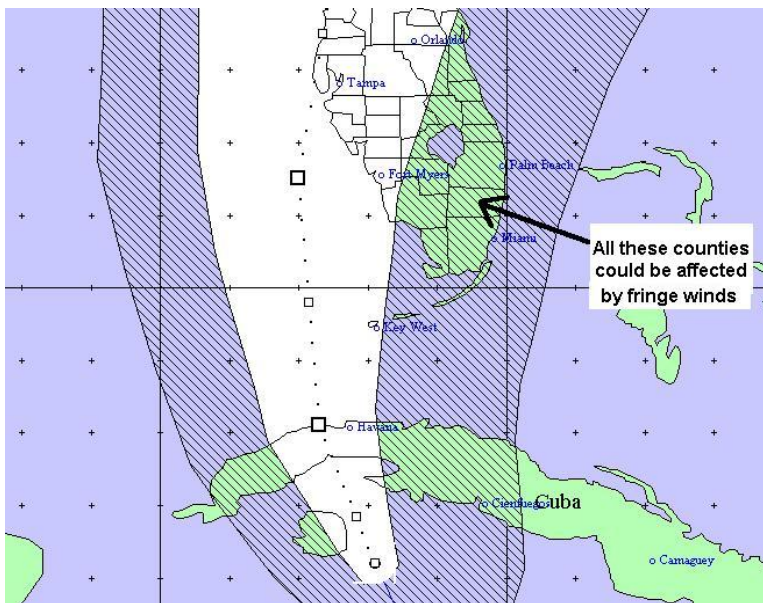 Orlando
Tampa
Palm Beach
Fort Myers
Miami
All these counties
could be affected
by fringe winds
Key West
Havana
Cienfuegos
Cuba
Camaguey